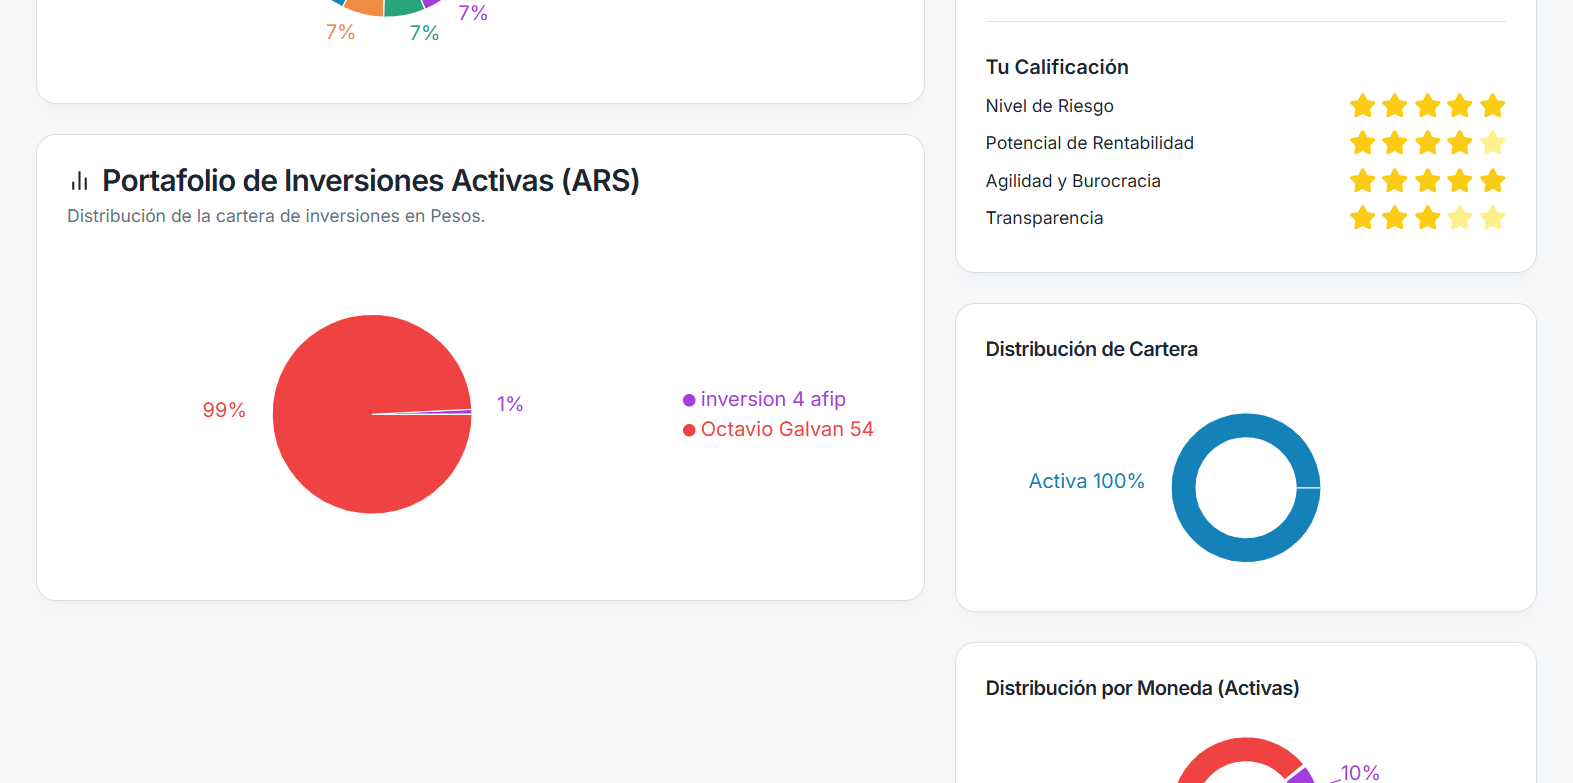 7%
7%
7%
Portafolio de Inversiones Activas (ARS)
Distribución de la cartera de inversiones en Pesos.
99%
1%
inversion 4 afip
Octavio Galvan 54
Tu Calificación
Nivel de Riesgo
Potencial de Rentabilidad
Agilidad y Burocracia
Transparencia
Distribución de Cartera
Activa 100%
Distribución por Moneda (Activas)
10%